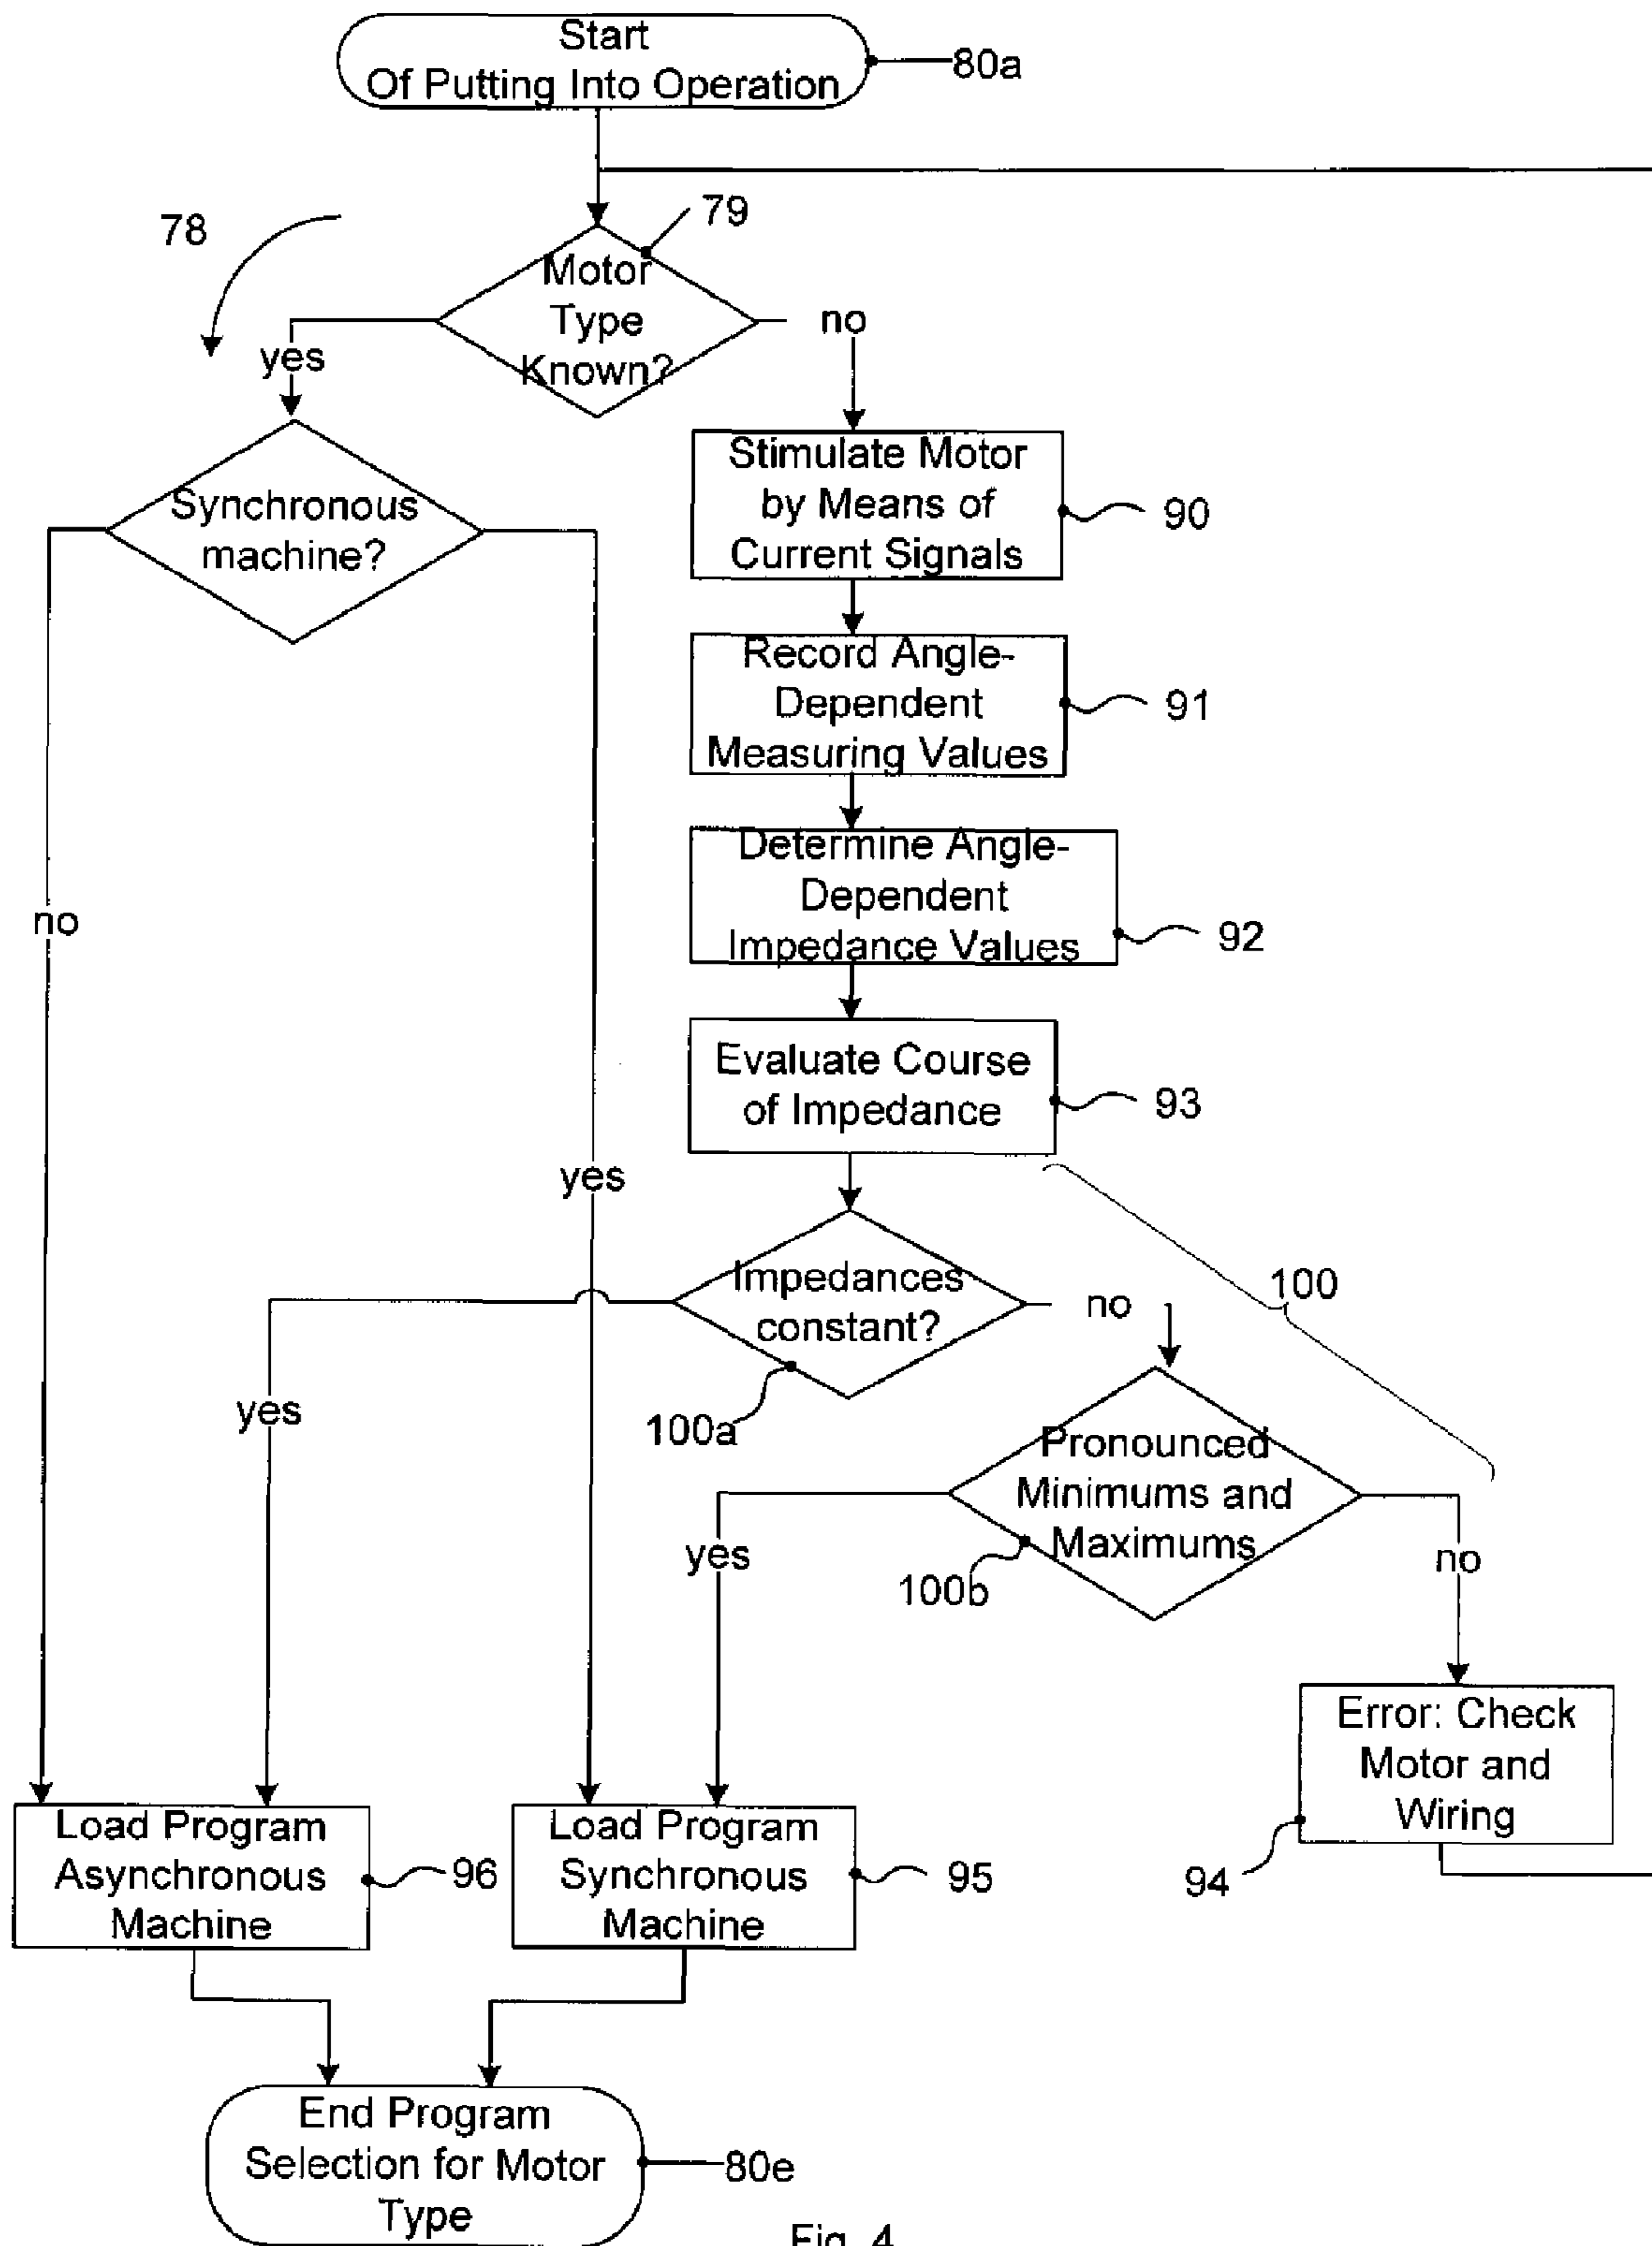 Start
Of Putting Into Operation
80a
78
79
Motor
Type
Known?
yes
no
Synchronous
machine?
Stimulate Motor
by Means of
Current Signals
90
Record Angle-
Dependent
Measuring Values
91
Determine Angle-
Dependent
Impedance Values
92
no
Evaluate Course
of Impedance
93
yes
Impedances
constant?
no
100
100a
yes
Pronounced
Minimums and
Maximums
100b
yes
no
Error: Check
Motor and
Wiring
94
Load Program
Asynchronous
Machine
96
Load Program
Synchronous
Machine
95
End Program
Selection for Motor
Type
80e
Fig. 4